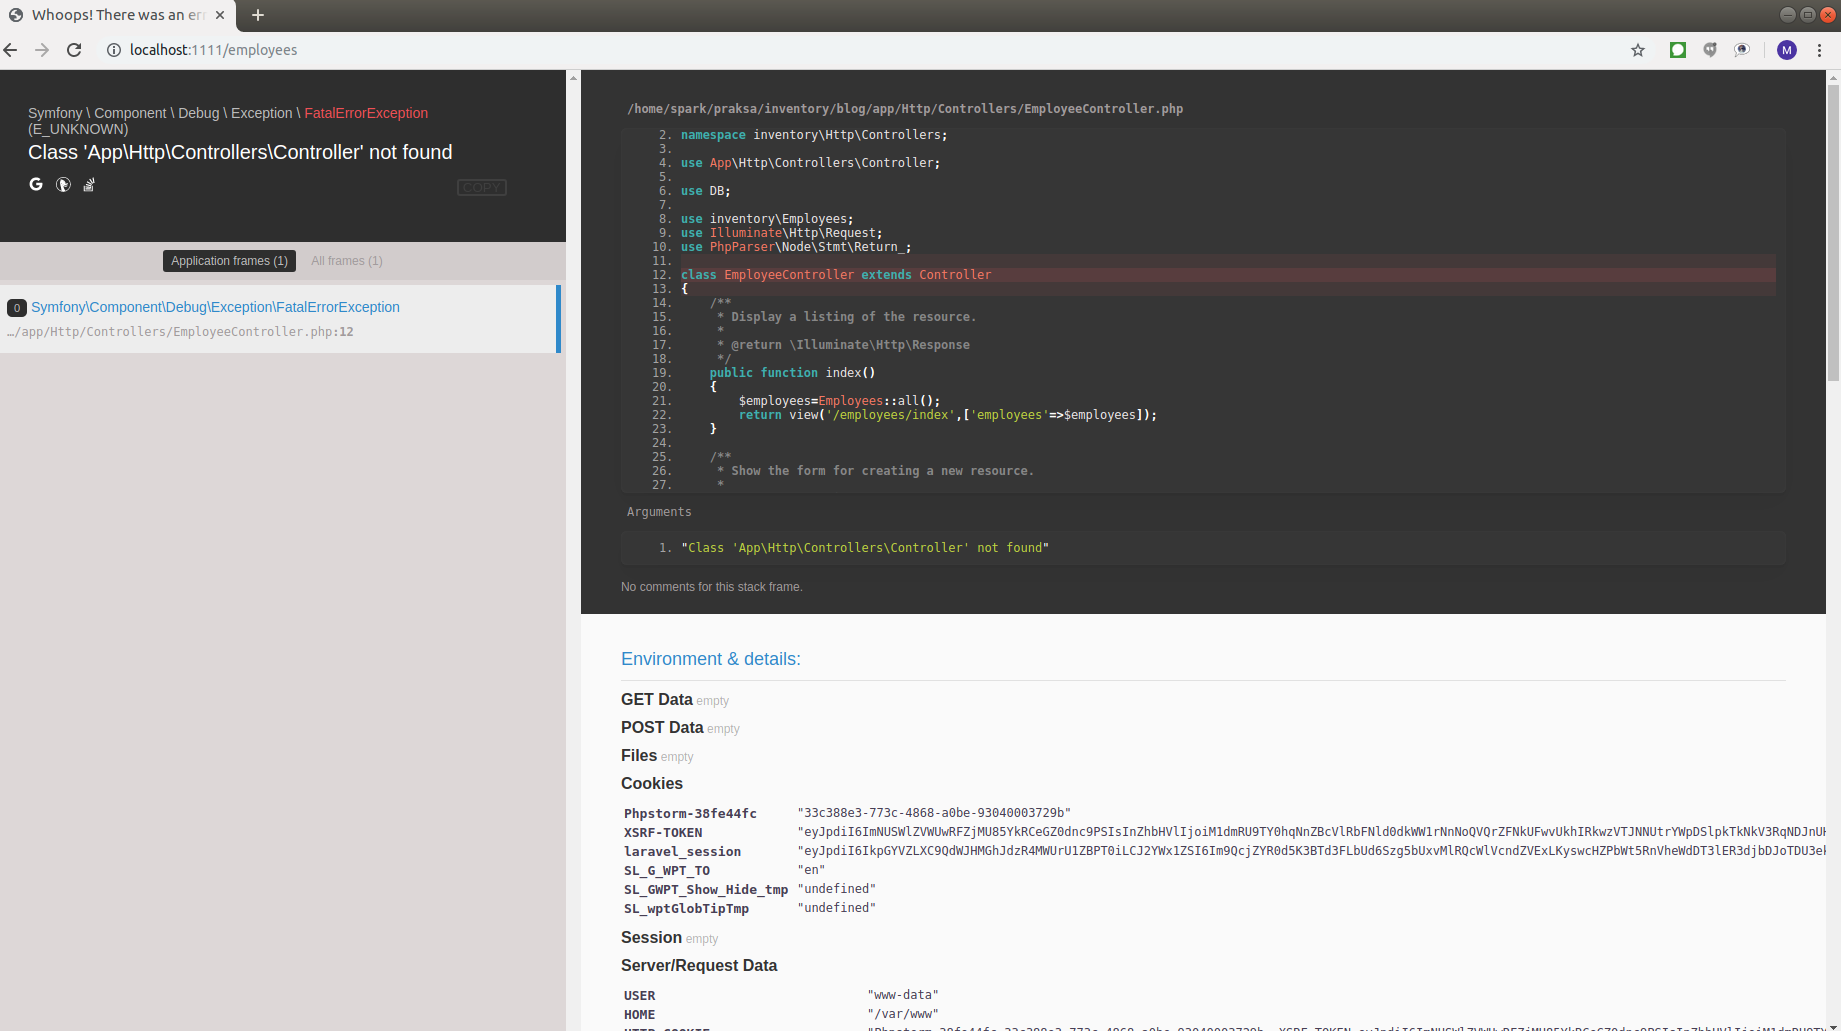 Whoops! There was an err
localhost:1111/employees
M
Symfony \ Component \ Debug \ Exception \ FatalErrorException
(E_UNKNOWN)
Class 'App\Http\Controllers\Controller' not found
COPY
Application frames (1)
All frames (1)
0 Symfony\Component\Debug\Exception\FatalErrorException
…/app/Http/Controllers/EmployeeController.php:12
/home/spark/praksa/inventory/blog/app/Http/Controllers/EmployeeController.php
2. namespace inventory\Http\Controllers;
3.
4. use App\Http\Controllers\Controller;
5.
6. use DB;
7.
8. use inventory\Employees;
9. use Illuminate\Http\Request;
10. use PhpParser\Node\Stmt\Return_;
11.
12. class EmployeeController extends Controller
13. {
14. /**
15. * Display a listing of the resource.
16. *
17. * @return \Illuminate\Http\Response
18. */
19. public function index()
20. {
21. $employees=Employees::all();
22. return view('/employees/index',['employees'=>$employees]);
23. }
24.
25. /**
26. * Show the form for creating a new resource.
27. *
Arguments
1. "Class 'App\Http\Controllers\Controller' not found"
No comments for this stack frame.
Environment & details:
GET Data empty
POST Data empty
Files empty
Cookies
Phpstorm-38fe44fc "33c388e3-773c-4868-a0be-93040003729b"
XSRF-TOKEN
laravel_session
SL_G_WPT_TO "en"
SL_GWPT_Show_Hide_tmp "undefined"
SL_wptGlobTipTmp "undefined"
Session empty
Server/Request Data
USER "www-data"
HOME "/var/www"